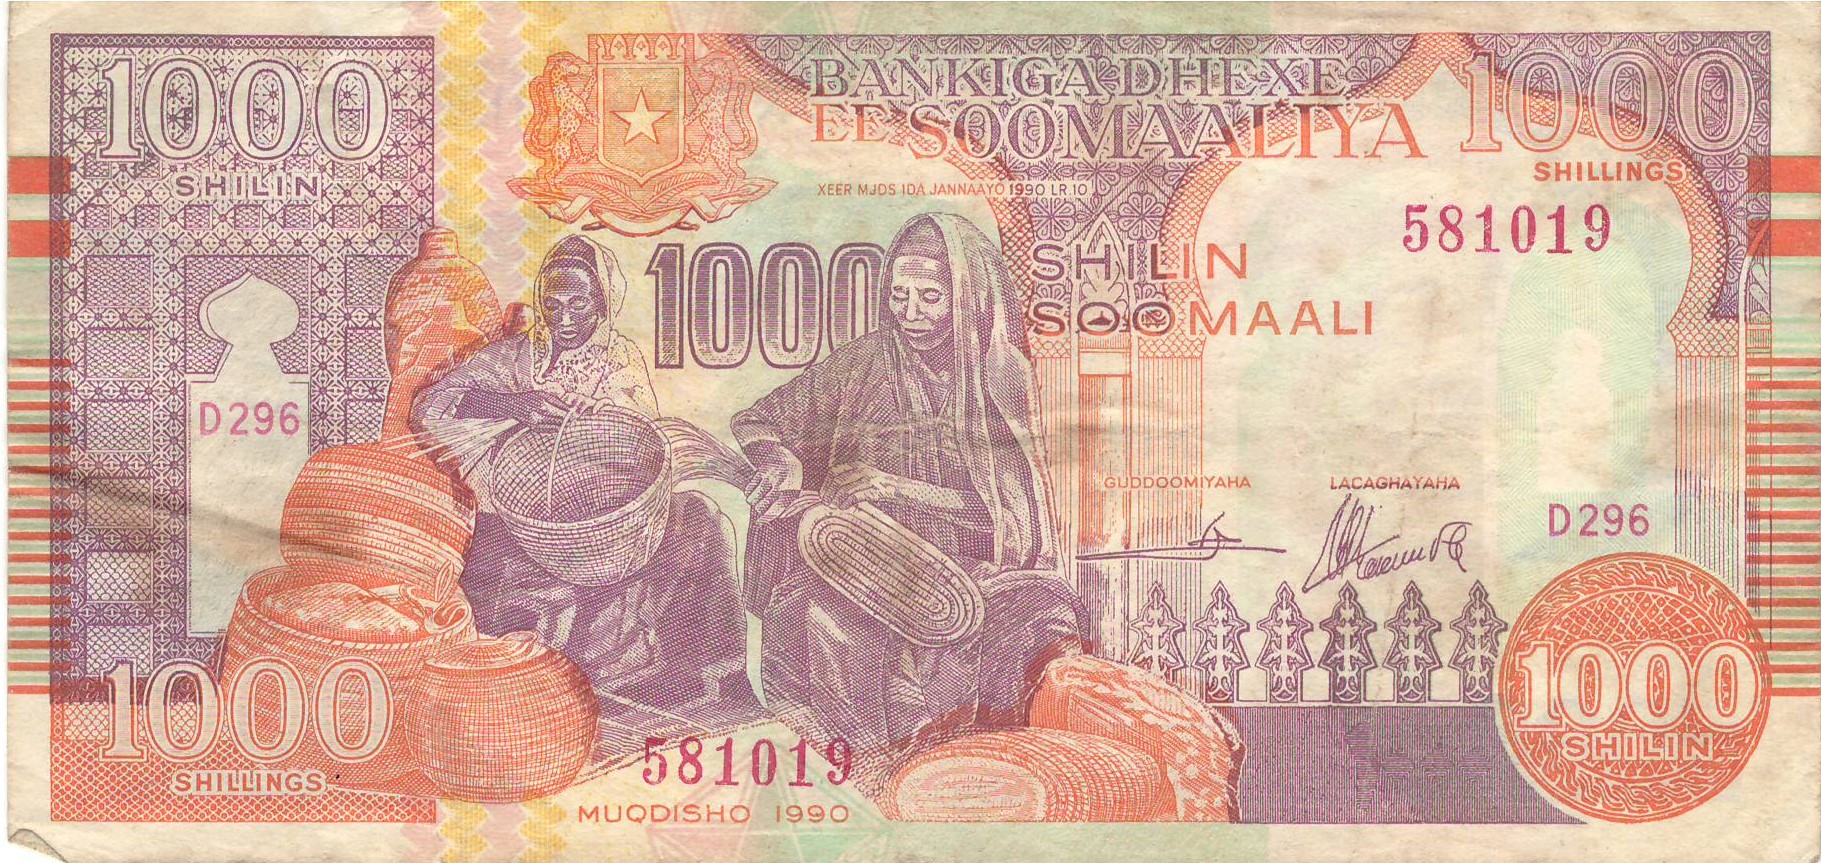 1000
SHILIN
BANKIGA DHEXE
EE SOOMAALIYA
1000
SHILLINGS
XEER MJDS 1DA JANNAAYO 1990 LR.10
581019
1000
SHILIN
SOOMAALI
D296
GUDDOOMIYAHA
LACAGHAYAHA
D296
1000
SHILLINGS
1000
SHILIN
581019
MUQDISHO 1990